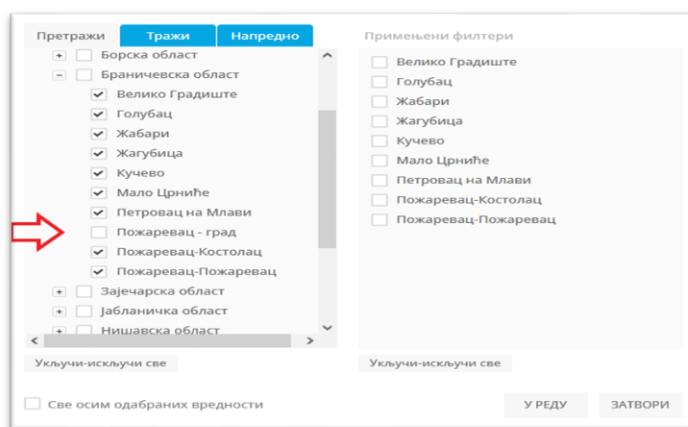 Претражи Тражи Напредно
Борска област
Браничевска област
Велико Градиште
Голубац
Жабари
Жагубица
Кучево
Мало Црниће
Петровац на Млави
Пожаревац - град
Пожаревац-Костолац
Пожаревац-Пожаревац
Зајечарска област
Јабланичка област
Нишавска област
Укључи-искључи све
Примењени филтери
Велико Градиште
Голубац
Жабари
Жагубица
Кучево
Мало Црниће
Петровац на Млави
Пожаревац-Костолац
Пожаревац-Пожаревац
Укључи-искључи све
Све осим одабраних вредности
У РЕДУ ЗАТВОРИ